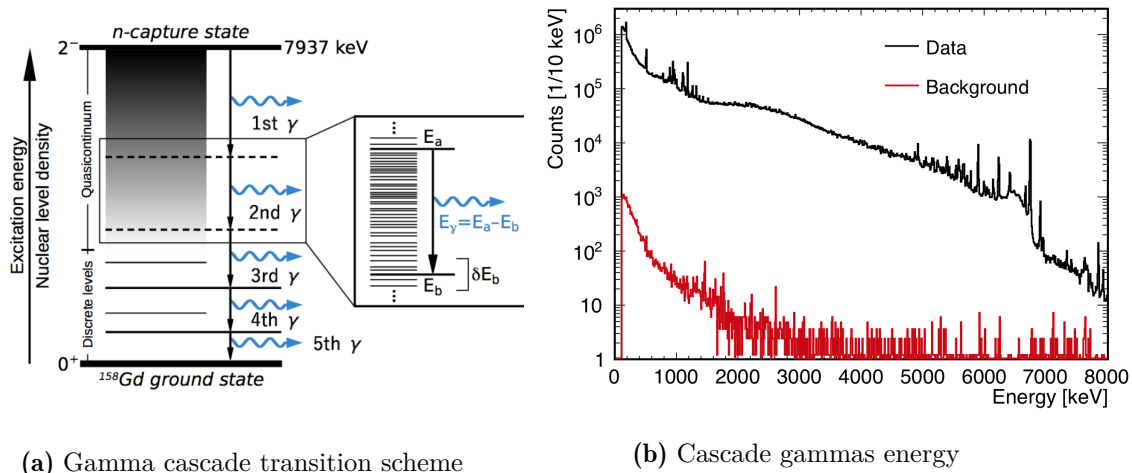 n-capture state
2⁻
7937 keV
Excitation energy
Nuclear level density
Quasicontinuum
Discrete levels
1st γ
2nd γ
3rd γ
4th γ
5th γ
0⁺
¹⁵⁸Gd ground state
E_a
E_γ=E_a-E_b
E_b
δE_b
(a) Gamma cascade transition scheme
Counts [1/10 keV]
10⁶
10⁵
10⁴
10³
10²
10
1
Data
Background
0 1000 2000 3000 4000 5000 6000 7000 8000
Energy [keV]
(b) Cascade gammas energy